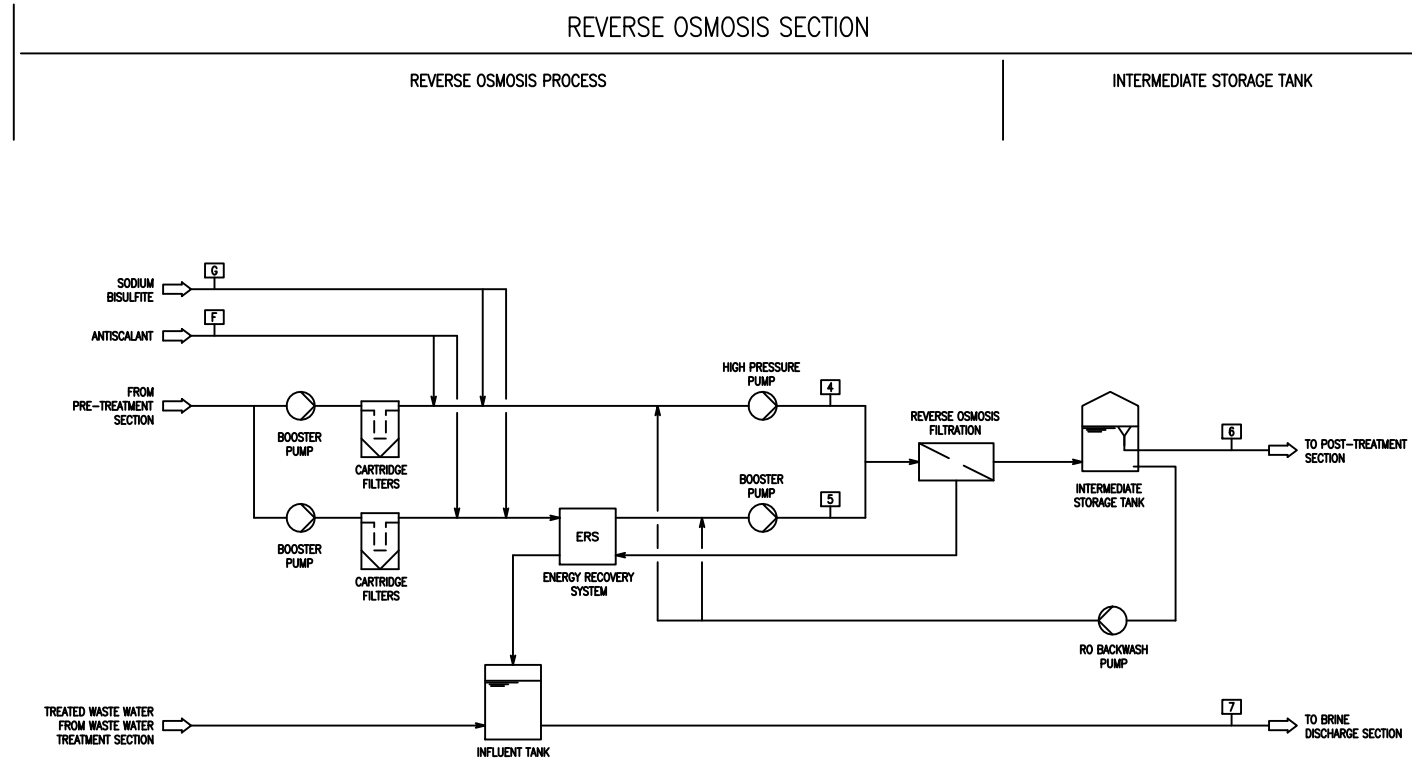 REVERSE OSMOSIS SECTION
REVERSE OSMOSIS PROCESS
INTERMEDIATE STORAGE TANK
G
SODIUM
BISULFITE
F
ANTISCALANT
FROM
PRE-TREATMENT
SECTION
BOOSTER
PUMP
CARTRIDGE
FILTERS
HIGH PRESSURE
PUMP
4
REVERSE OSMOSIS
FILTRATION
6
TO POST-TREATMENT
SECTION
INTERMEDIATE
STORAGE TANK
BOOSTER
PUMP
5
BOOSTER
PUMP
CARTRIDGE
FILTERS
ERS
ENERGY RECOVERY
SYSTEM
RO BACKWASH
PUMP
TREATED WASTE WATER
FROM WASTE WATER
TREATMENT SECTION
INFLUENT TANK
7
TO BRINE
DISCHARGE SECTION